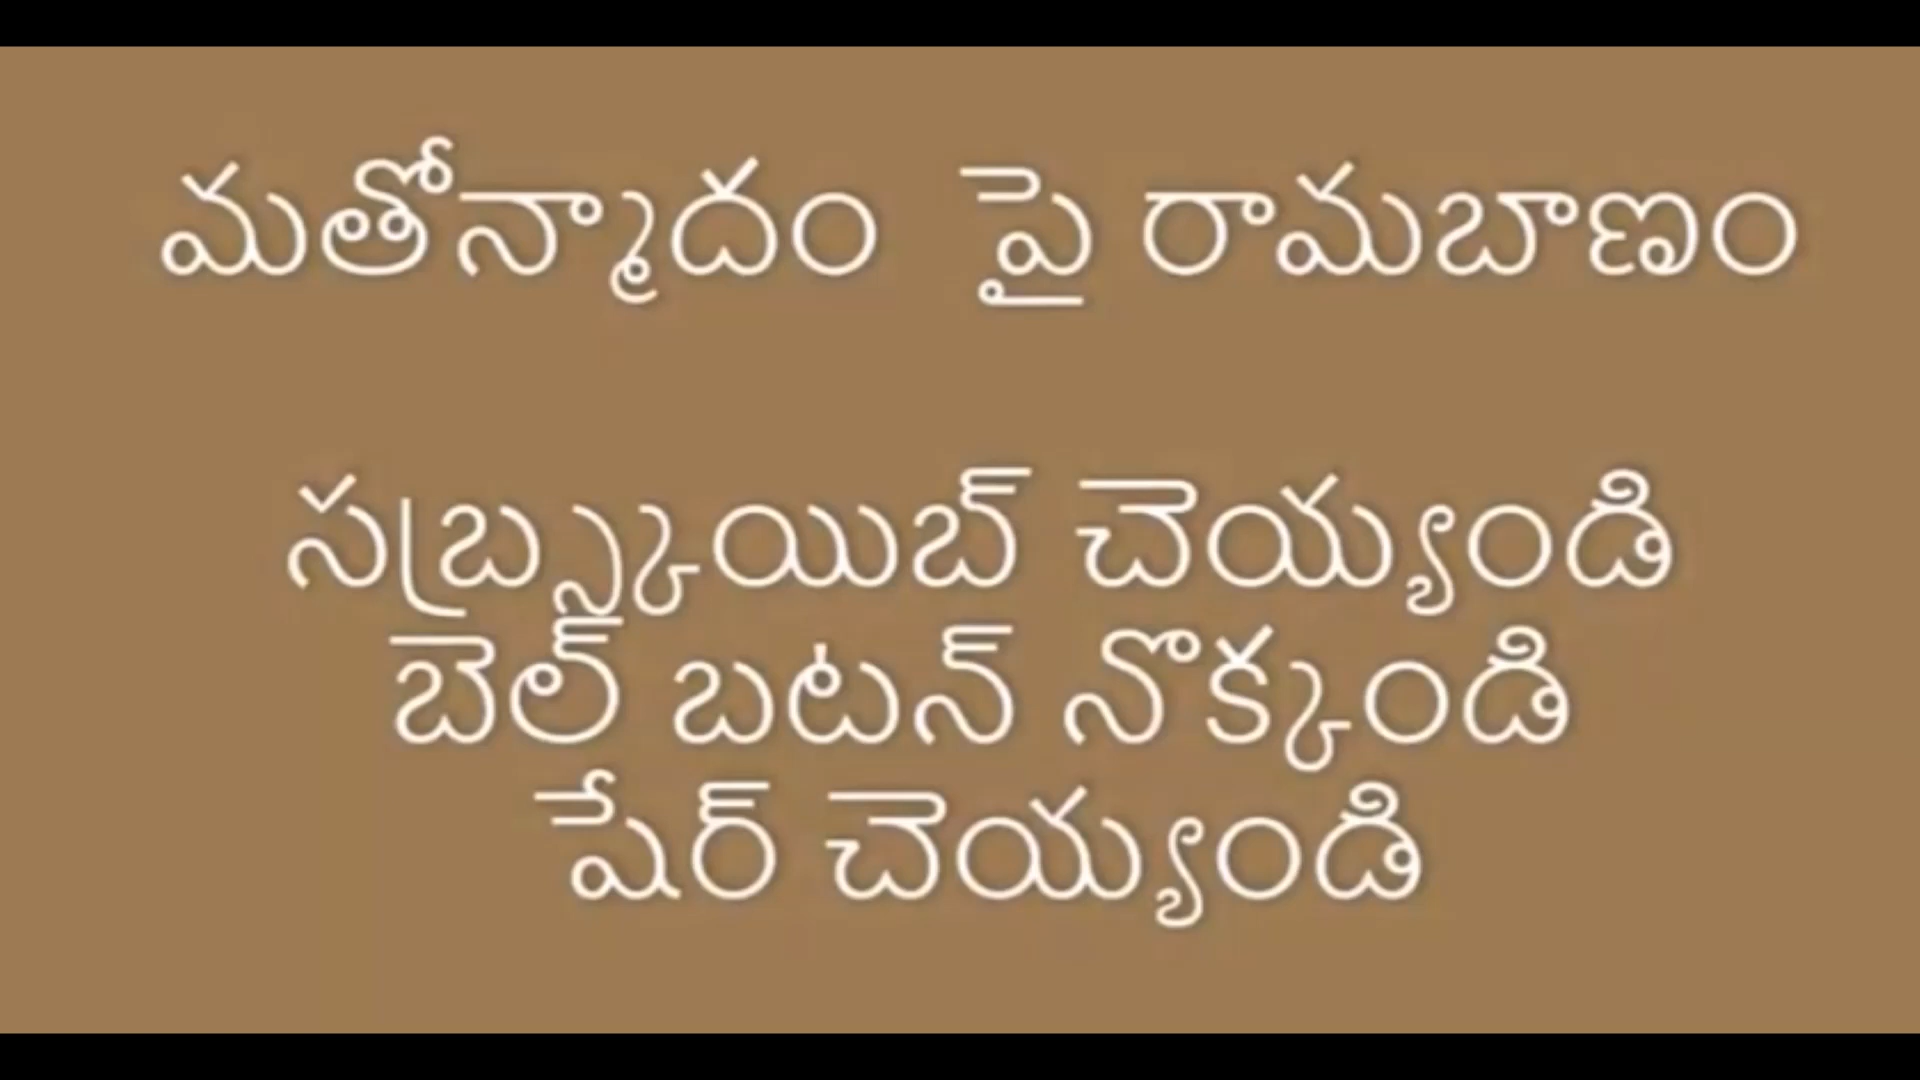 మతోన్మాదం పై రామబాణం
సబ్స్క్రయిబ్ చెయ్యండి
బెల్ బటన్ నొక్కండి
షేర్ చెయ్యండి